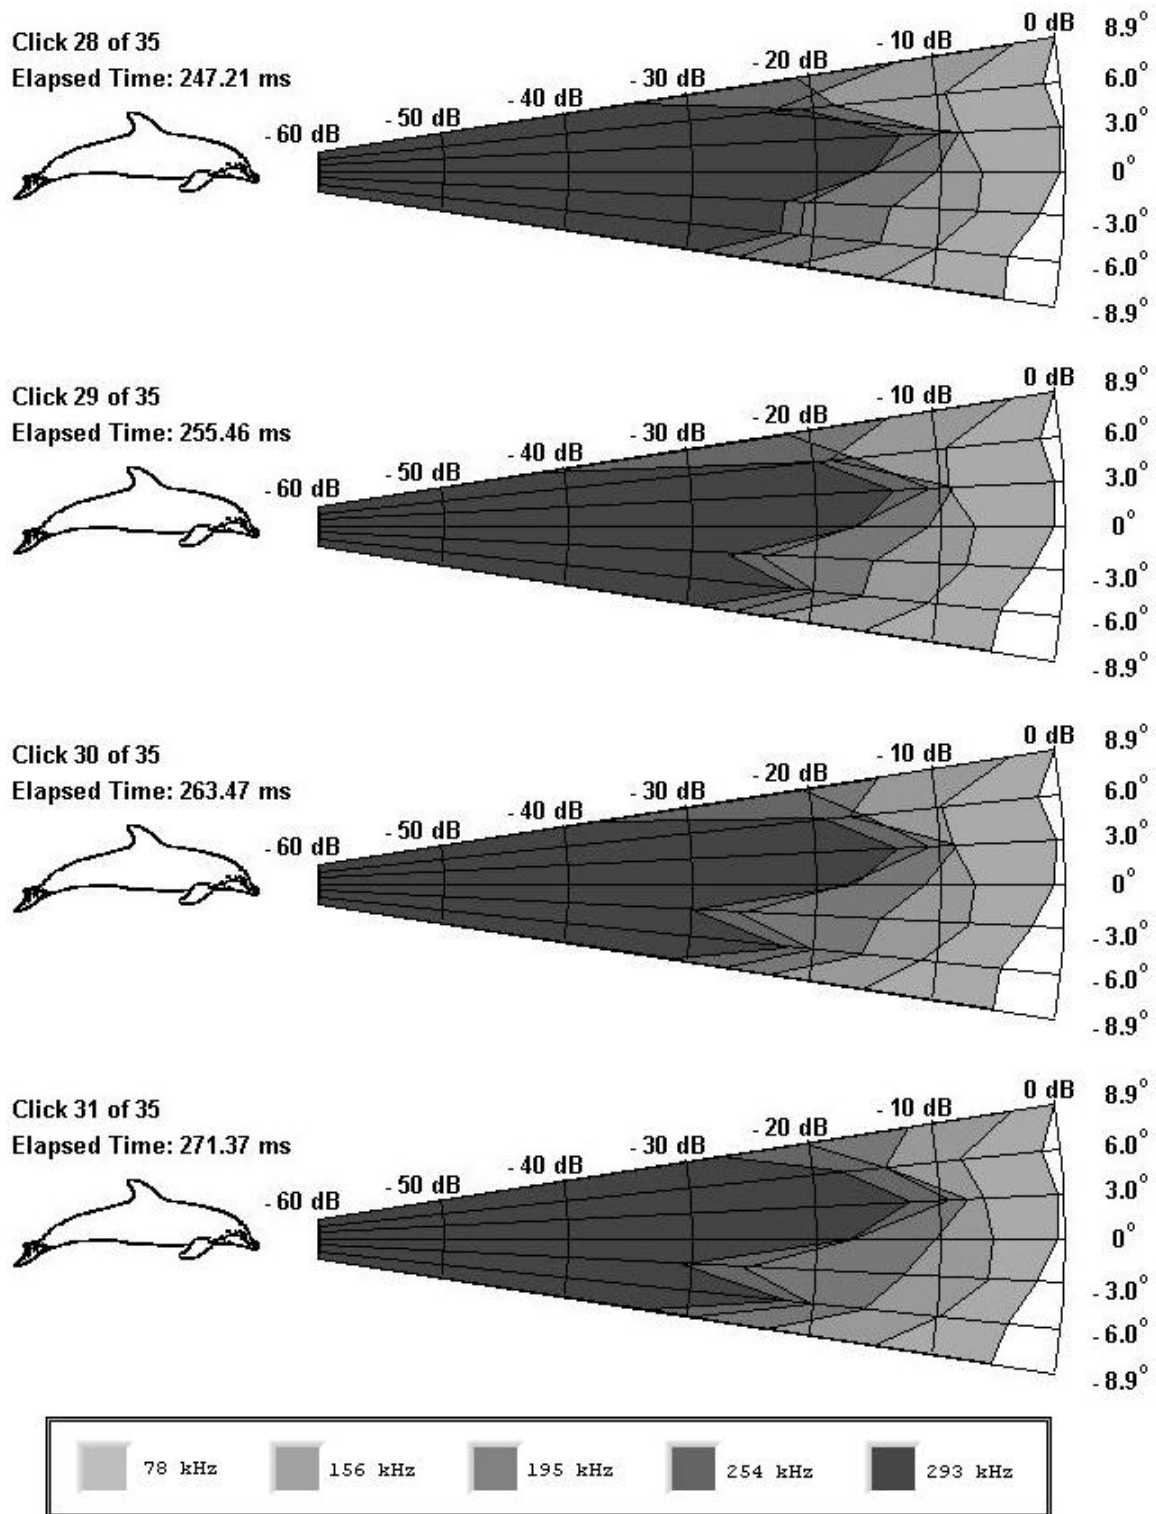 Click 28 of 35
Elapsed Time: 247.21 ms
- 60 dB
- 50 dB
- 40 dB
- 30 dB
- 20 dB
- 10 dB
0 dB
8.9°
6.0°
3.0°
0°
- 3.0°
- 6.0°
- 8.9°
Click 29 of 35
Elapsed Time: 255.46 ms
- 60 dB
- 50 dB
- 40 dB
- 30 dB
- 20 dB
- 10 dB
0 dB
8.9°
6.0°
3.0°
0°
- 3.0°
- 6.0°
- 8.9°
Click 30 of 35
Elapsed Time: 263.47 ms
- 60 dB
- 50 dB
- 40 dB
- 30 dB
- 20 dB
- 10 dB
0 dB
8.9°
6.0°
3.0°
0°
- 3.0°
- 6.0°
- 8.9°
Click 31 of 35
Elapsed Time: 271.37 ms
- 60 dB
- 50 dB
- 40 dB
- 30 dB
- 20 dB
- 10 dB
0 dB
8.9°
6.0°
3.0°
0°
- 3.0°
- 6.0°
- 8.9°
78 kHz 156 kHz 195 kHz 254 kHz 293 kHz